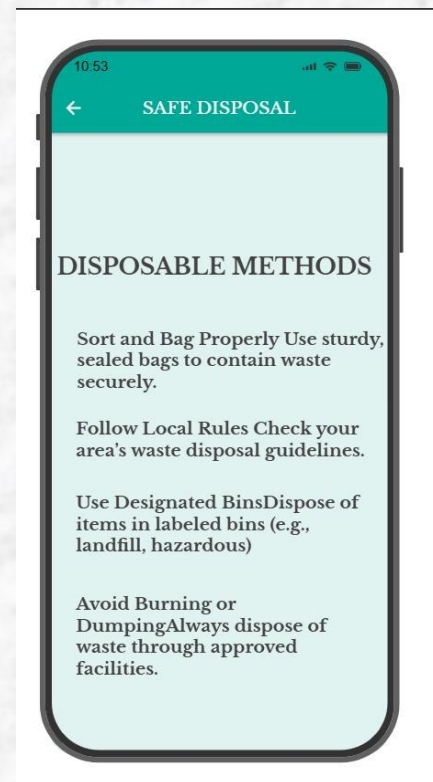 10:53
SAFE DISPOSAL
DISPOSABLE METHODS
Sort and Bag Properly Use sturdy,
sealed bags to contain waste
securely.
Follow Local Rules Check your
area's waste disposal guidelines.
Use Designated BinsDispose of
items in labeled bins (e.g.,
landfill, hazardous)
Avoid Burning or
DumpingAlways dispose of
waste through approved
facilities.